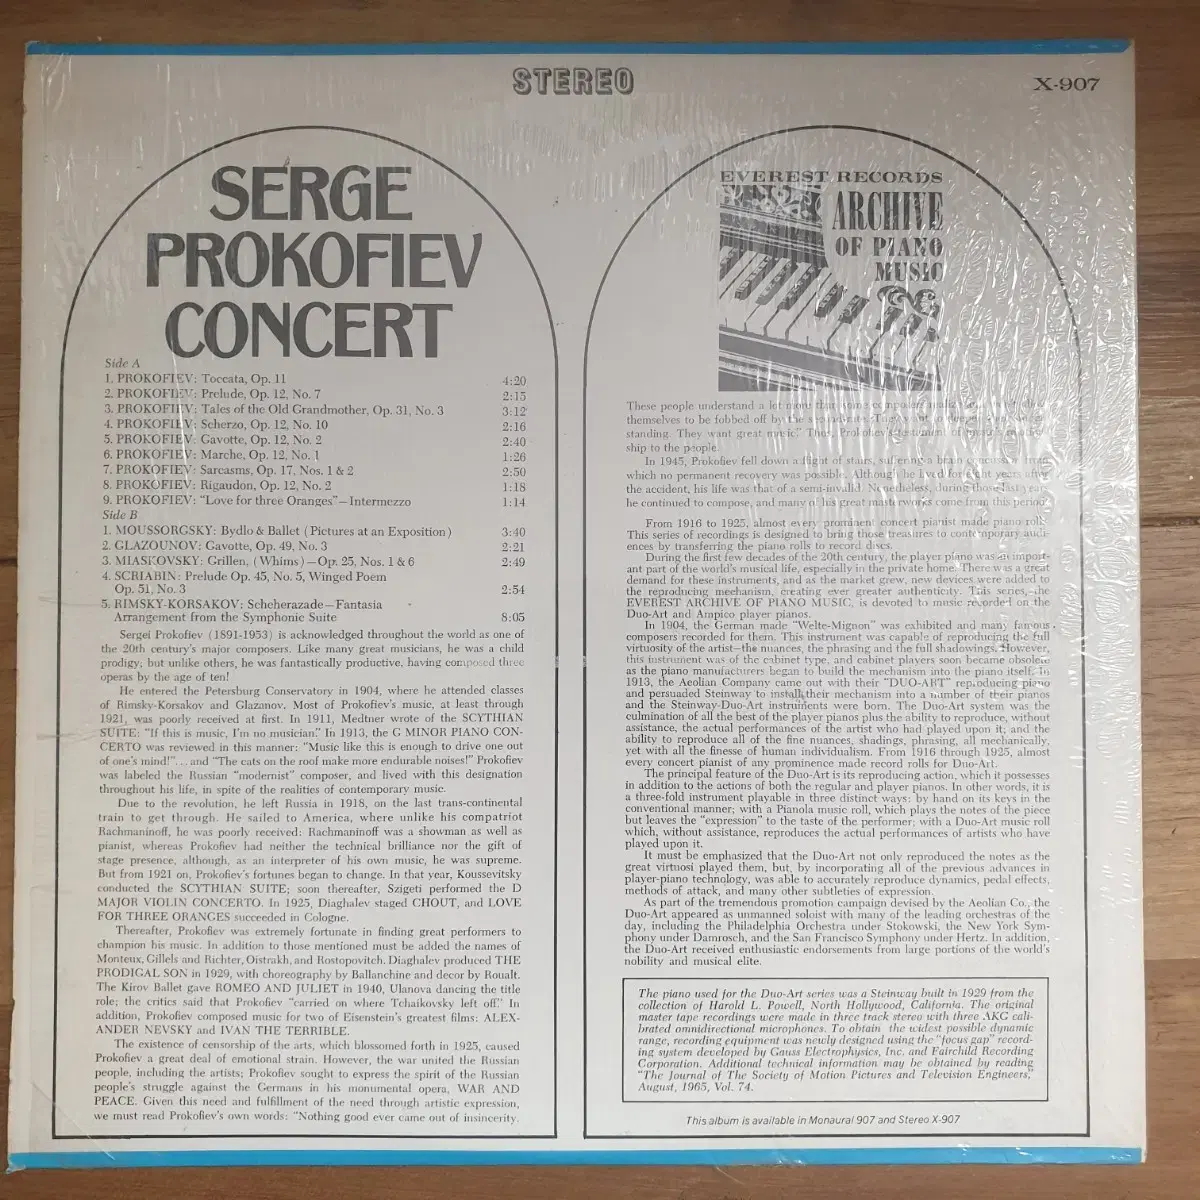 STEREO
X-907
SERGE
PROKOFIEV
CONCERT
Side A
1. PROKOFIEV: Toccata, Op. 11 4:20
2. PROKOFIEV: Prelude, Op. 12, No. 7 2:15
3. PROKOFIEV: Tales of the Old Grandmother, Op. 31, No. 3 3:12
4. PROKOFIEV: Scherzo, Op. 12, No. 10 2:16
5. PROKOFIEV: Gavotte, Op. 12, No. 2 2:40
6. PROKOFIEV: Marche, Op. 12, No. 1 1:26
7. PROKOFIEV: Sarcasms, Op. 17, Nos. 1 & 2 2:50
8. PROKOFIEV: Rigaudon, Op. 12, No. 2 1:18
9. PROKOFIEV: "Love for three Oranges"—Intermezzo 1:14
Side B
1. MOUSSORGSKY: Bydlo & Ballet (Pictures at an Exposition) 3:40
2. GLAZOUNOV: Gavotte, Op. 49, No. 3 2:21
3. MIASKOVSKY: Grillen, (Whims)—Op. 25, Nos. 1 & 6 2:49
4. SCRIABIN: Prelude Op. 45, No. 5, Winged Poem
Op. 51, No. 3 2:54
5. RIMSKY-KORSAKOV: Scheherazade—Fantasia
Arrangement from the Symphonic Suite 8:05
Sergei Prokofiev (1891-1953) is acknowledged throughout the world as one of
the 20th century's major composers. Like many great musicians, he was a child
prodigy; but unlike others, he was fantastically productive, having composed three
operas by the age of ten!
He entered the Petersburg Conservatory in 1904, where he attended classes
of Rimsky-Korsakov and Glazanov. Most of Prokofiev's music, at least through
1921, was poorly received at first. In 1911, Medtner wrote of the SCYTHIAN
SUITE: "If this is music, I'm no musician." In 1913, the G MINOR PIANO CON-
CERTO was reviewed in this manner: "Music like this is enough to drive one out
of one's mind!"... and "The cats on the roof make more endurable noises!" Prokofiev
was labeled the Russian "modernist" composer, and lived with this designation
throughout his life, in spite of the realities of contemporary music.
Due to the revolution, he left Russia in 1918, on the last trans-continental
train to get through. He sailed to America, where unlike his compatriot
Rachmaninoff, he was poorly received: Rachmaninoff was a showman as well as
pianist, whereas Prokofiev had neither the technical brilliance nor the gift of
stage presence, although, as an interpreter of his own music, he was supreme.
But from 1921 on, Prokofiev's fortunes began to change. In that year, Koussevitsky
conducted the SCYTHIAN SUITE; soon thereafter, Szigeti performed the D
MAJOR VIOLIN CONCERTO. In 1925, Diaghalev staged CHOUT, and LOVE
FOR THREE ORANGES succeeded in Cologne.
Thereafter, Prokofiev was extremely fortunate in finding great performers to
champion his music. In addition to those mentioned must be added the names of
Monteux, Gillels and Richter, Oistrakh, and Rostopovitch. Diaghalev produced THE
PRODIGAL SON in 1929, with choreography by Ballanchine and decor by Roualt.
The Kirov Ballet gave ROMEO AND JULIET in 1940, Ulanova dancing the title
role; the critics said that Prokofiev "carried on where Tchaikovsky left off." In
addition, Prokofiev composed music for two of Eisenstein's greatest films: ALEX-
ANDER NEVSKY and IVAN THE TERRIBLE.
The existence of censorship of the arts, which blossomed forth in 1925, caused
Prokofiev a great deal of emotional strain. However, the war united the Russian
people, including the artists; Prokofiev sought to express the spirit of the Russian
people's struggle against the Germans in his monumental opera, WAR AND
PEACE. Given this need and fulfillment of the need through artistic expression,
we must read Prokofiev's own words: "Nothing good ever came out of insincerity.
EVEREST RECORDS
ARCHIVE
OF PIANO
MUSIC
These people understand a lot more than some composers
themselves to be fobbed off by the
standing. They want great music." Thus, Prokofiev's testament
ship to the people.
In 1945, Prokofiev fell down a flight of stairs, suffering a brain concussion from
which no permanent recovery was possible. Although he lived for eight years after
the accident, his life was that of a semi-invalid. Nonetheless, during those last years
he continued to compose, and many of his great masterworks come from this period.
From 1916 to 1925, almost every prominent concert pianist made piano rolls.
This series of recordings is designed to bring those treasures to contemporary audi-
ences by transferring the piano rolls to record discs.
During the first few decades of the 20th century, the player piano was an import-
ant part of the world's musical life, especially in the private home. There was a great
demand for these instruments, and as the market grew, new devices were added to
the reproducing mechanism, creating ever greater authenticity. This series, the
EVEREST ARCHIVE OF PIANO MUSIC, is devoted to music recorded on the
Duo-Art and Ampico player pianos.
In 1904, the German made "Welte-Mignon" was exhibited and many famous
composers recorded for them. This instrument was capable of reproducing the full
virtuosity of the artist—the nuances, the phrasing and the full shadowings. However,
this instrument was of the cabinet type, and cabinet players soon became obsolete
as the piano manufacturers began to build the mechanism into the piano itself. In
1913, the Aeolian Company came out with their "DUO-ART" reproducing piano
and persuaded Steinway to install their mechanism into a number of their pianos
and the Steinway-Duo-Art instruments were born. The Duo-Art system was the
culmination of all the best of the player pianos plus the ability to reproduce, without
assistance, the actual performances of the artist who had played upon it; and the
ability to reproduce all of the fine nuances, shadings, phrasing, all mechanically,
yet with all the finesse of human individualism. From 1916 through 1925, almost
every concert pianist of any prominence made record rolls for Duo-Art.
The principal feature of the Duo-Art is its reproducing action, which it possesses
in addition to the actions of both the regular and player pianos. In other words, it is
a three-fold instrument playable in three distinct ways: by hand on its keys in the
conventional manner; with a Pianola music roll, which plays the notes of the piece
but leaves the "expression" to the taste of the performer; with a Duo-Art music roll
which, without assistance, reproduces the actual performances of artists who have
played upon it.
It must be emphasized that the Duo-Art not only reproduced the notes as the
great virtuosi played them, but, by incorporating all of the previous advances in
player-piano technology, was able to accurately reproduce dynamics, pedal effects,
methods of attack, and many other subtleties of expression.
As part of the tremendous promotion campaign devised by the Aeolian Co., the
Duo-Art appeared as unmanned soloist with many of the leading orchestras of the
day, including the Philadelphia Orchestra under Stokowski, the New York Sym-
phony under Damrosch, and the San Francisco Symphony under Hertz. In addition,
the Duo-Art received enthusiastic endorsements from large portions of the world's
nobility and musical elite.
The piano used for the Duo-Art series was a Steinway built in 1929 from the
collection of Harold L. Powell, North Hollywood, California. The original
master tape recordings were made in three track stereo with three AKG cali-
brated omnidirectional microphones. To obtain the widest possible dynamic
range, recording equipment was newly designed using the "focus gap" record-
ing system developed by Gauss Electrophysics, Inc. and Fairchild Recording
Corporation. Additional technical information may be obtained by reading
"The Journal of The Society of Motion Pictures and Television Engineers,"
August, 1965, Vol. 74.
This album is available in Monaural 907 and Stereo X-907